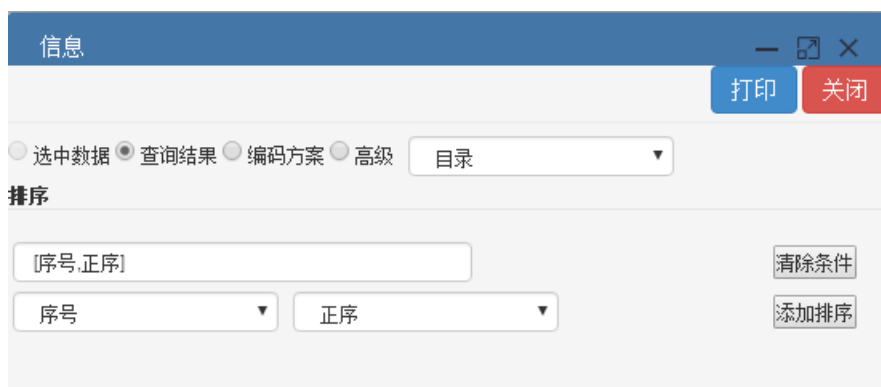 信息
打印 关闭
选中数据 查询结果 编码方案 高级 目录
排序
[序号,正序]
清除条件
序号 正序 添加排序